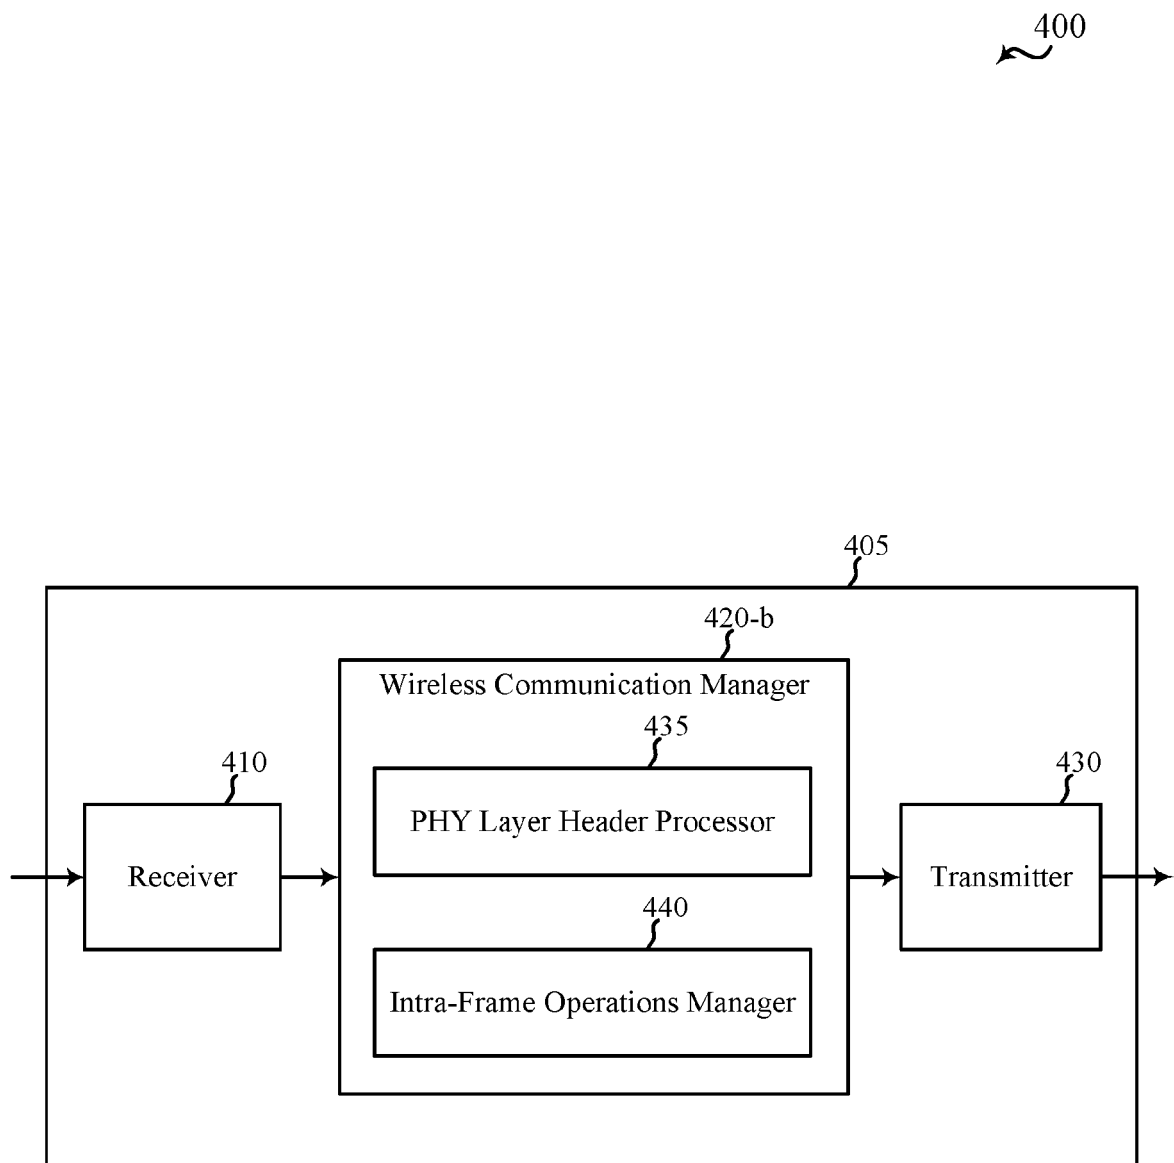 400
405
420-b
Wireless Communication Manager
435
410
430
PHY Layer Header Processor
Receiver
Transmitter
440
Intra-Frame Operations Manager